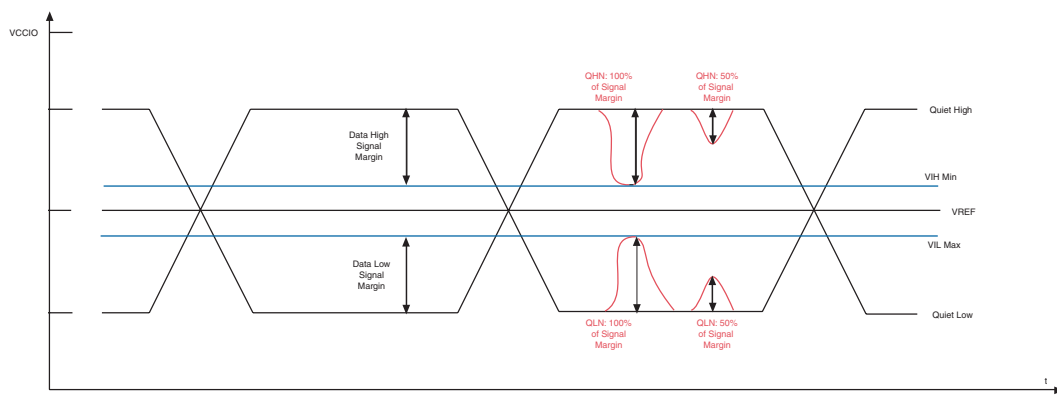 VCCIO
QHN: 100%
of Signal
Margin
QHN: 50%
of Signal
Margin
Quiet High
Data High
Signal
Margin
VIH Min
VREF
VIL Max
Data Low
Signal
Margin
Quiet Low
QLN: 100%
of Signal
Margin
QLN: 50%
of Signal
Margin
t